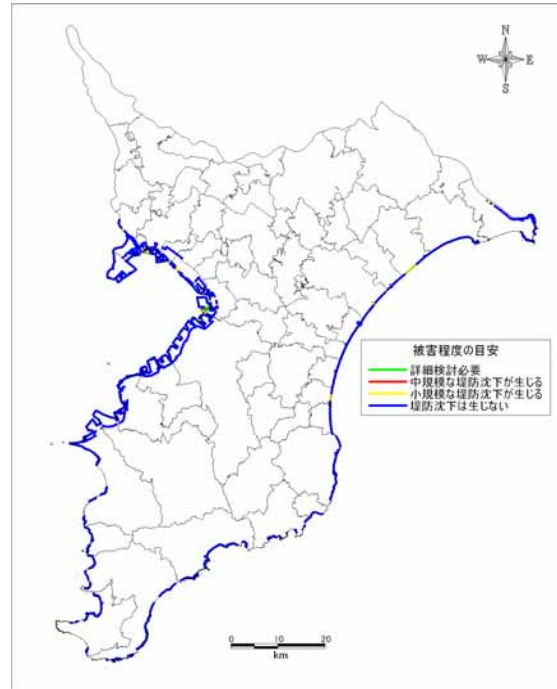 N
W E
S
被害程度の目安
詳細検討必要
中規模な堤防沈下が生じる
小規模な堤防沈下が生じる
堤防沈下は生じない
0 10 20
km